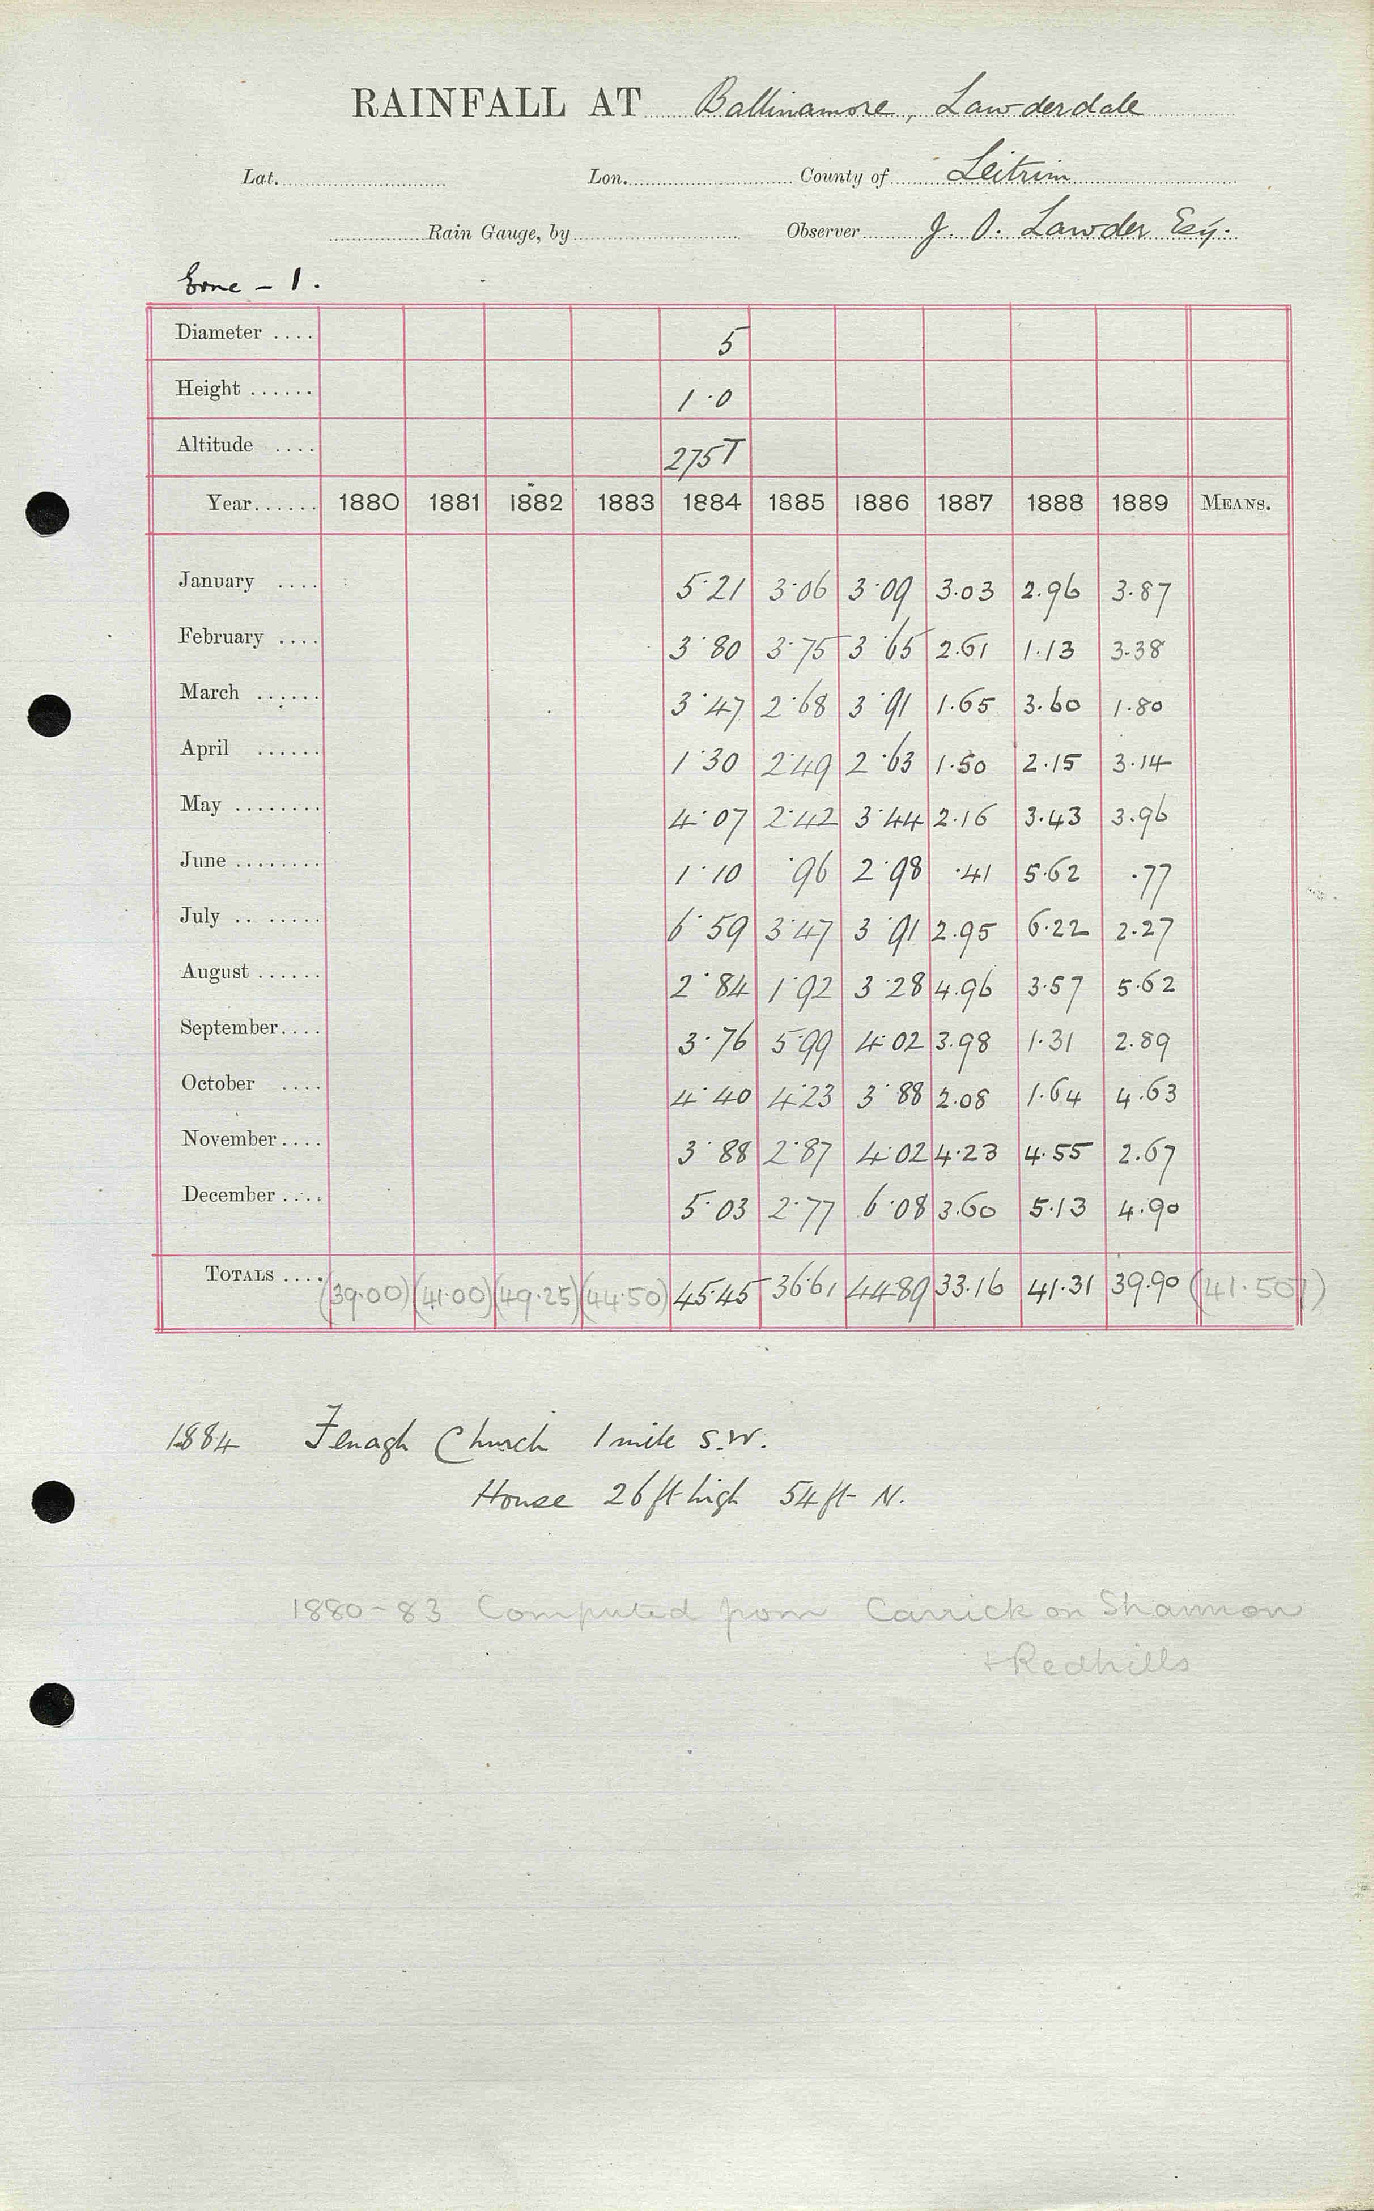 RAINFALL AT Ballinamore, Lawderdale
Lat. Lon. County of Leitrim
Rain Gauge, by Observer J. O. Lawder Esq.
Erne - 1.
Diameter .... 5
Height ...... 1.0
Altitude .... 275T
Year...... 1880 1881 1882 1883 1884 1885 1886 1887 1888 1889 MEANS.
January .... 5.21 3.06 3.09 3.03 2.96 3.87
February .... 3.80 3.75 3.65 2.61 1.13 3.38
March ...... 3.47 2.68 3.91 1.65 3.60 1.80
April ...... 1.30 2.49 2.63 1.50 2.15 3.14
May ........ 4.07 2.42 3.44 2.16 3.43 3.96
June ........ 1.10 .96 2.98 .41 5.62 .77
July .. ..... 6.59 3.47 3.91 2.95 6.22 2.27
August ...... 2.84 1.92 3.28 4.96 3.57 5.62
September.... 3.76 5.99 4.02 3.98 1.31 2.89
October .... 4.40 4.23 3.88 2.08 1.64 4.63
November.... 3.88 2.87 4.02 4.23 4.55 2.67
December .... 5.03 2.77 6.08 3.60 5.13 4.90
TOTALS .... (39.00) (41.00) (49.25) (44.50) 45.45 36.61 44.89 33.16 41.31 39.90 (41.507)
1884 Fenagh Church 1 mile S.W.
House 26 ft high 54 ft N.
1880-83 Computed from Carrick on Shannon
+ Redhills